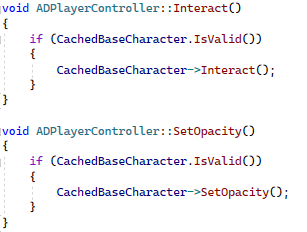 void ADPlayerController::Interact()
{
    if (CachedBaseCharacter.IsValid())
    {
        CachedBaseCharacter->Interact();
    }
}
void ADPlayerController::SetOpacity()
{
    if (CachedBaseCharacter.IsValid())
    {
        CachedBaseCharacter->SetOpacity();
    }
}